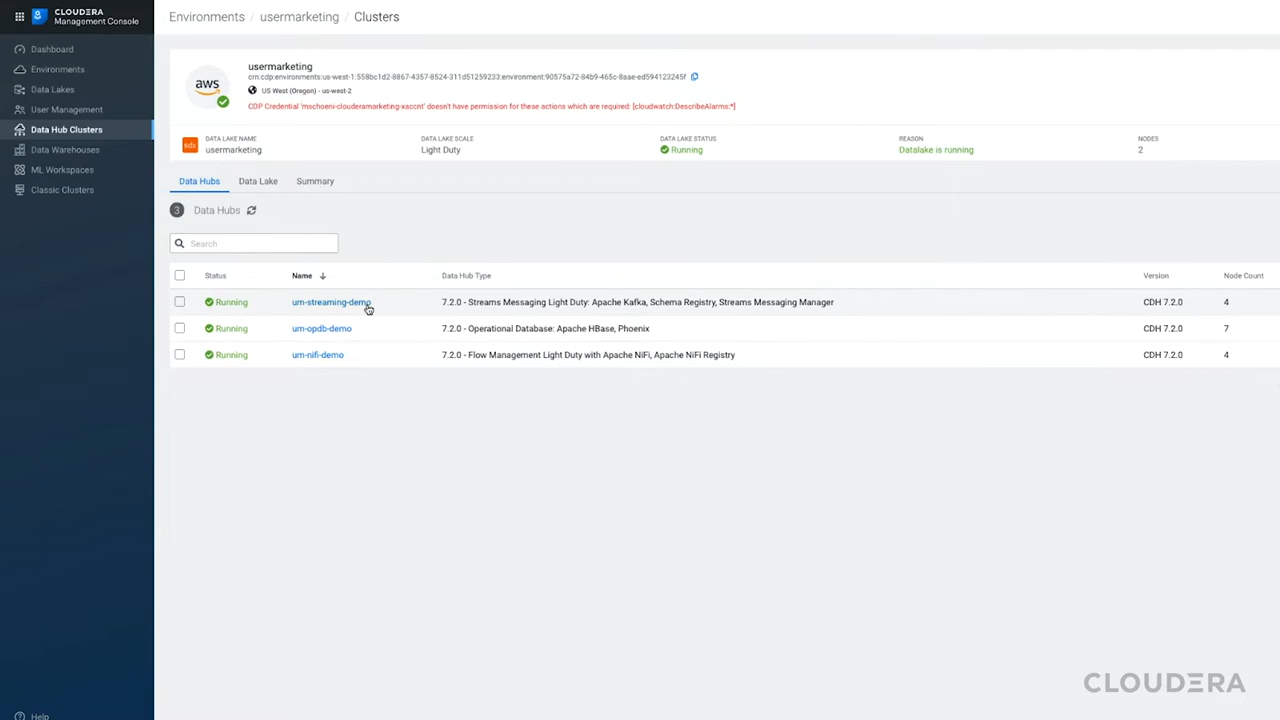 CLOUDERA
Management Console
Dashboard
Environments
Data Lakes
User Management
Data Hub Clusters
Data Warehouses
ML Workspaces
Classic Clusters
Help
Environments / usermarketing / Clusters
aws
usermarketing
crn:cdp:environments:us-west-1:558bc1d2-8867-4357-8524-311d51259233:environment:90575a72-84b9-465c-8aae-ed594123245f
US West (Oregon) - us-west-2
CDP Credential 'mschoeni-clouderamarketing-xaccnt' doesn't have permission for these actions which are required: [cloudwatch:DescribeAlarms:*]
sdx
DATA LAKE NAME DATA LAKE SCALE DATA LAKE STATUS REASON NODES
usermarketing Light Duty Running Datalake is running 2
Data Hubs Data Lake Summary
3 Data Hubs
Search
Status Name Data Hub Type Version Node Count
Running um-streaming-demo 7.2.0 - Streams Messaging Light Duty: Apache Kafka, Schema Registry, Streams Messaging Manager CDH 7.2.0 4
Running um-opdb-demo 7.2.0 - Operational Database: Apache HBase, Phoenix CDH 7.2.0 7
Running um-nifi-demo 7.2.0 - Flow Management Light Duty with Apache NiFi, Apache NiFi Registry CDH 7.2.0 4
CLOUDERA